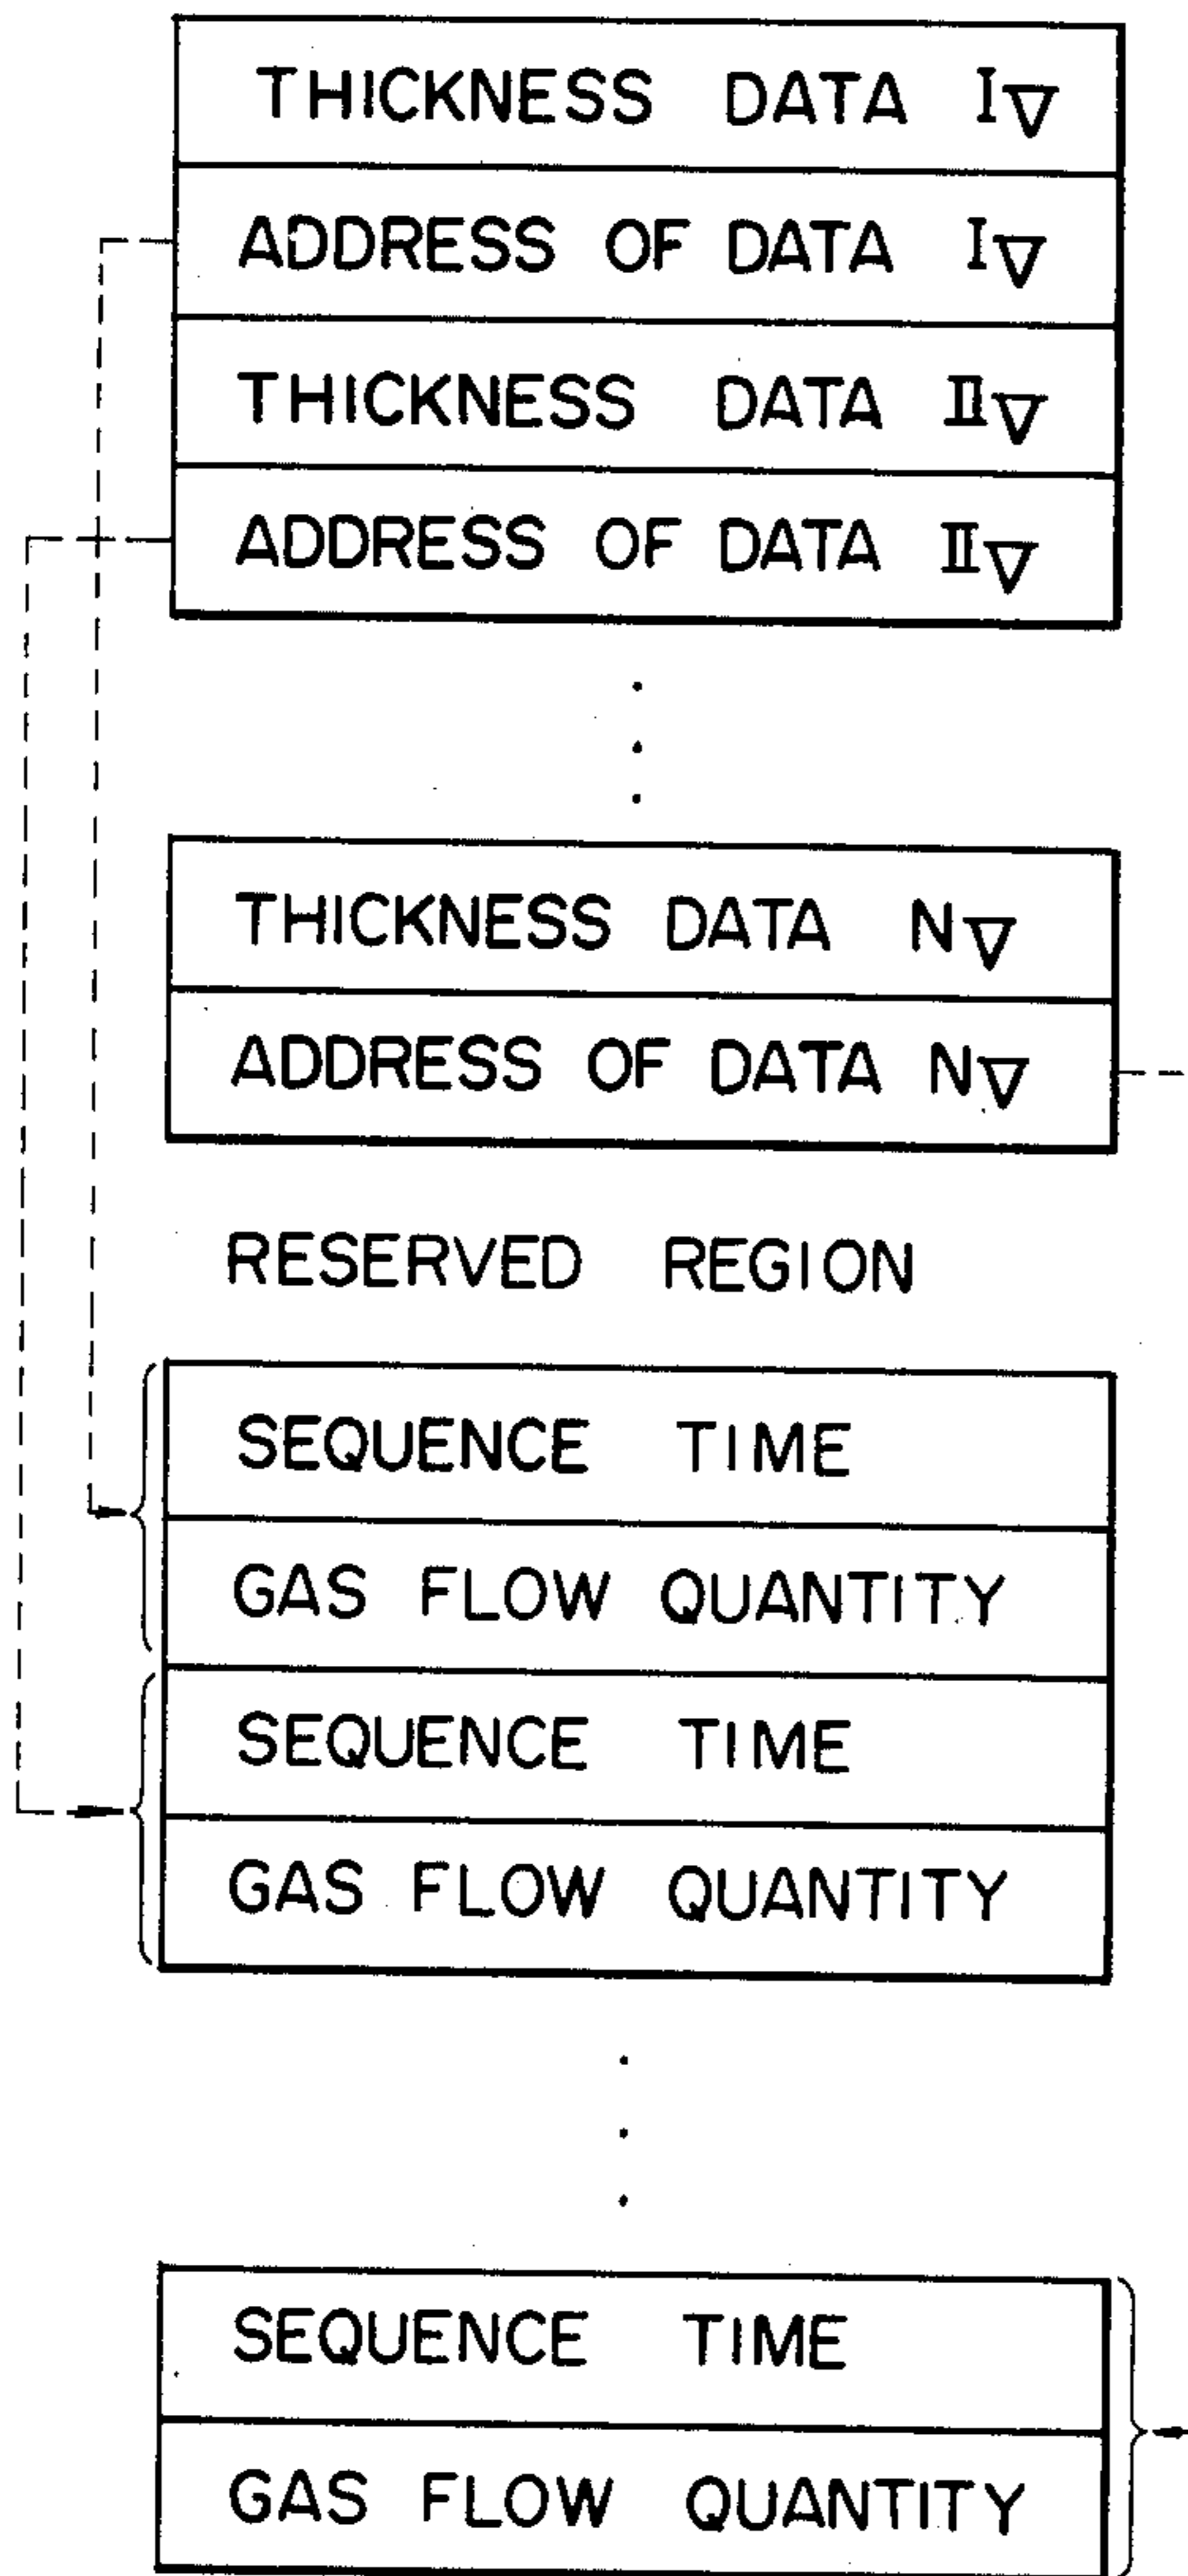 THICKNESS DATA I▽
ADDRESS OF DATA I▽
THICKNESS DATA II▽
ADDRESS OF DATA II▽
THICKNESS DATA N▽
ADDRESS OF DATA N▽
RESERVED REGION
SEQUENCE TIME
GAS FLOW QUANTITY
SEQUENCE TIME
GAS FLOW QUANTITY
SEQUENCE TIME
GAS FLOW QUANTITY